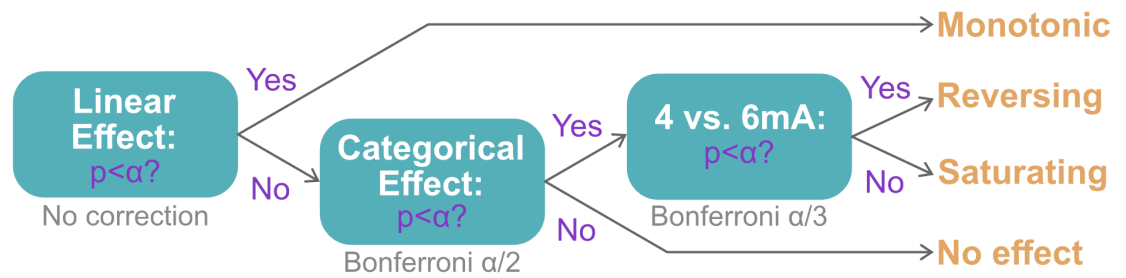 Linear
Effect:
p<α?
No correction
Yes
No
Categorical
Effect:
p<α?
Bonferroni α/2
Yes
No
4 vs. 6mA:
p<α?
Bonferroni α/3
Yes
No
Monotonic
Reversing
Saturating
No effect